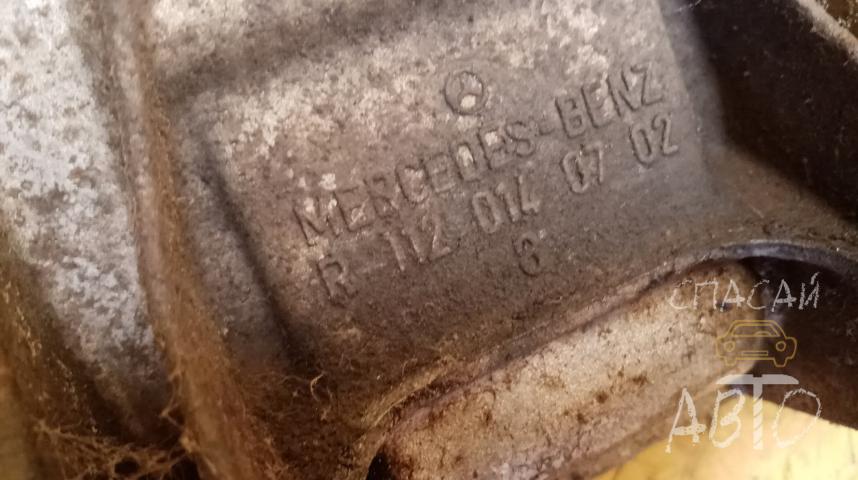 MERCEDES-BENZ
R-112 014 07 02
6
СПАСАЙ
АВТО